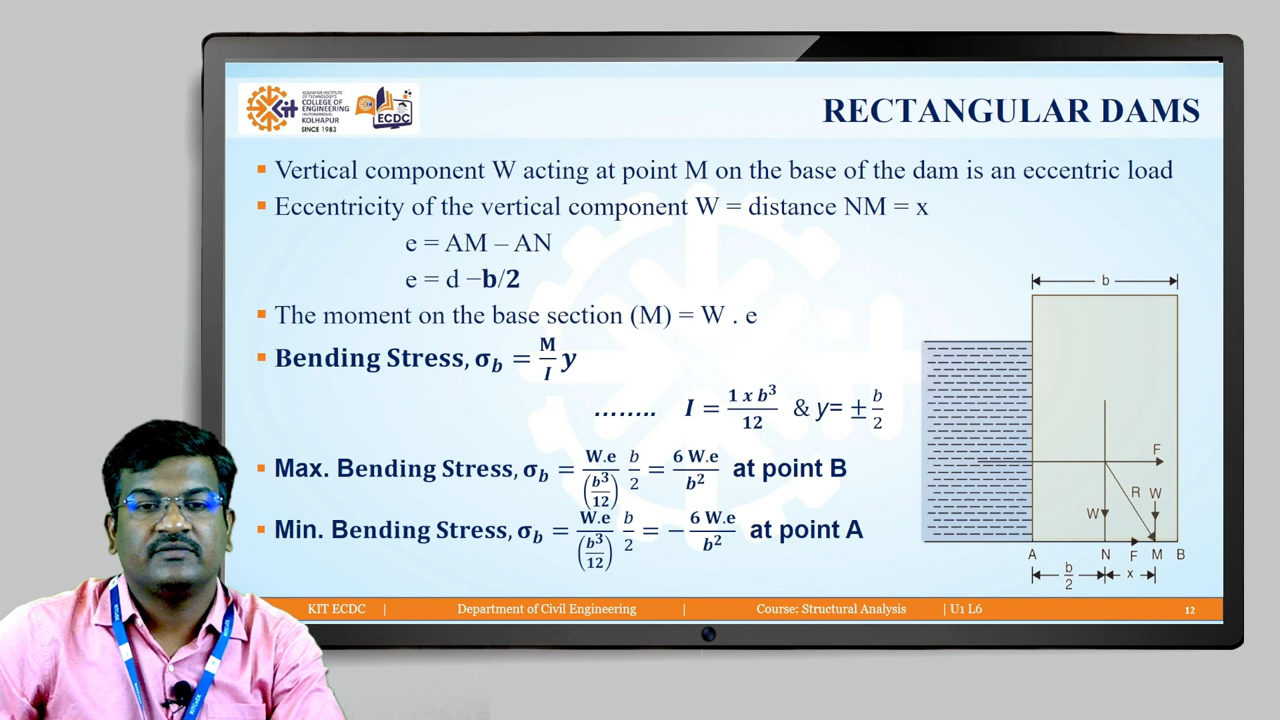 KOLHAPUR INSTITUTE
OF TECHNOLOGY'S
COLLEGE OF
ENGINEERING
(AUTONOMOUS)
KOLHAPUR
SINCE 1983
KIT
ECDC
RECTANGULAR DAMS
▪ Vertical component W acting at point M on the base of the dam is an eccentric load
▪ Eccentricity of the vertical component W = distance NM = x
e = AM – AN
e = d −b/2
▪ The moment on the base section (M) = W . e
▪ Bending Stress, σ_b = M/I y
........ I = 1 x b³/12 & y= ± b/2
▪ Max. Bending Stress, σ_b = W.e/(b³/12) b/2 = 6 W.e/b² at point B
▪ Min. Bending Stress, σ_b = W.e/(b³/12) b/2 = − 6 W.e/b² at point A
b
F
R W
W
A N F M B
b/2 x
KIT ECDC | Department of Civil Engineering | Course: Structural Analysis | U1 L6 12